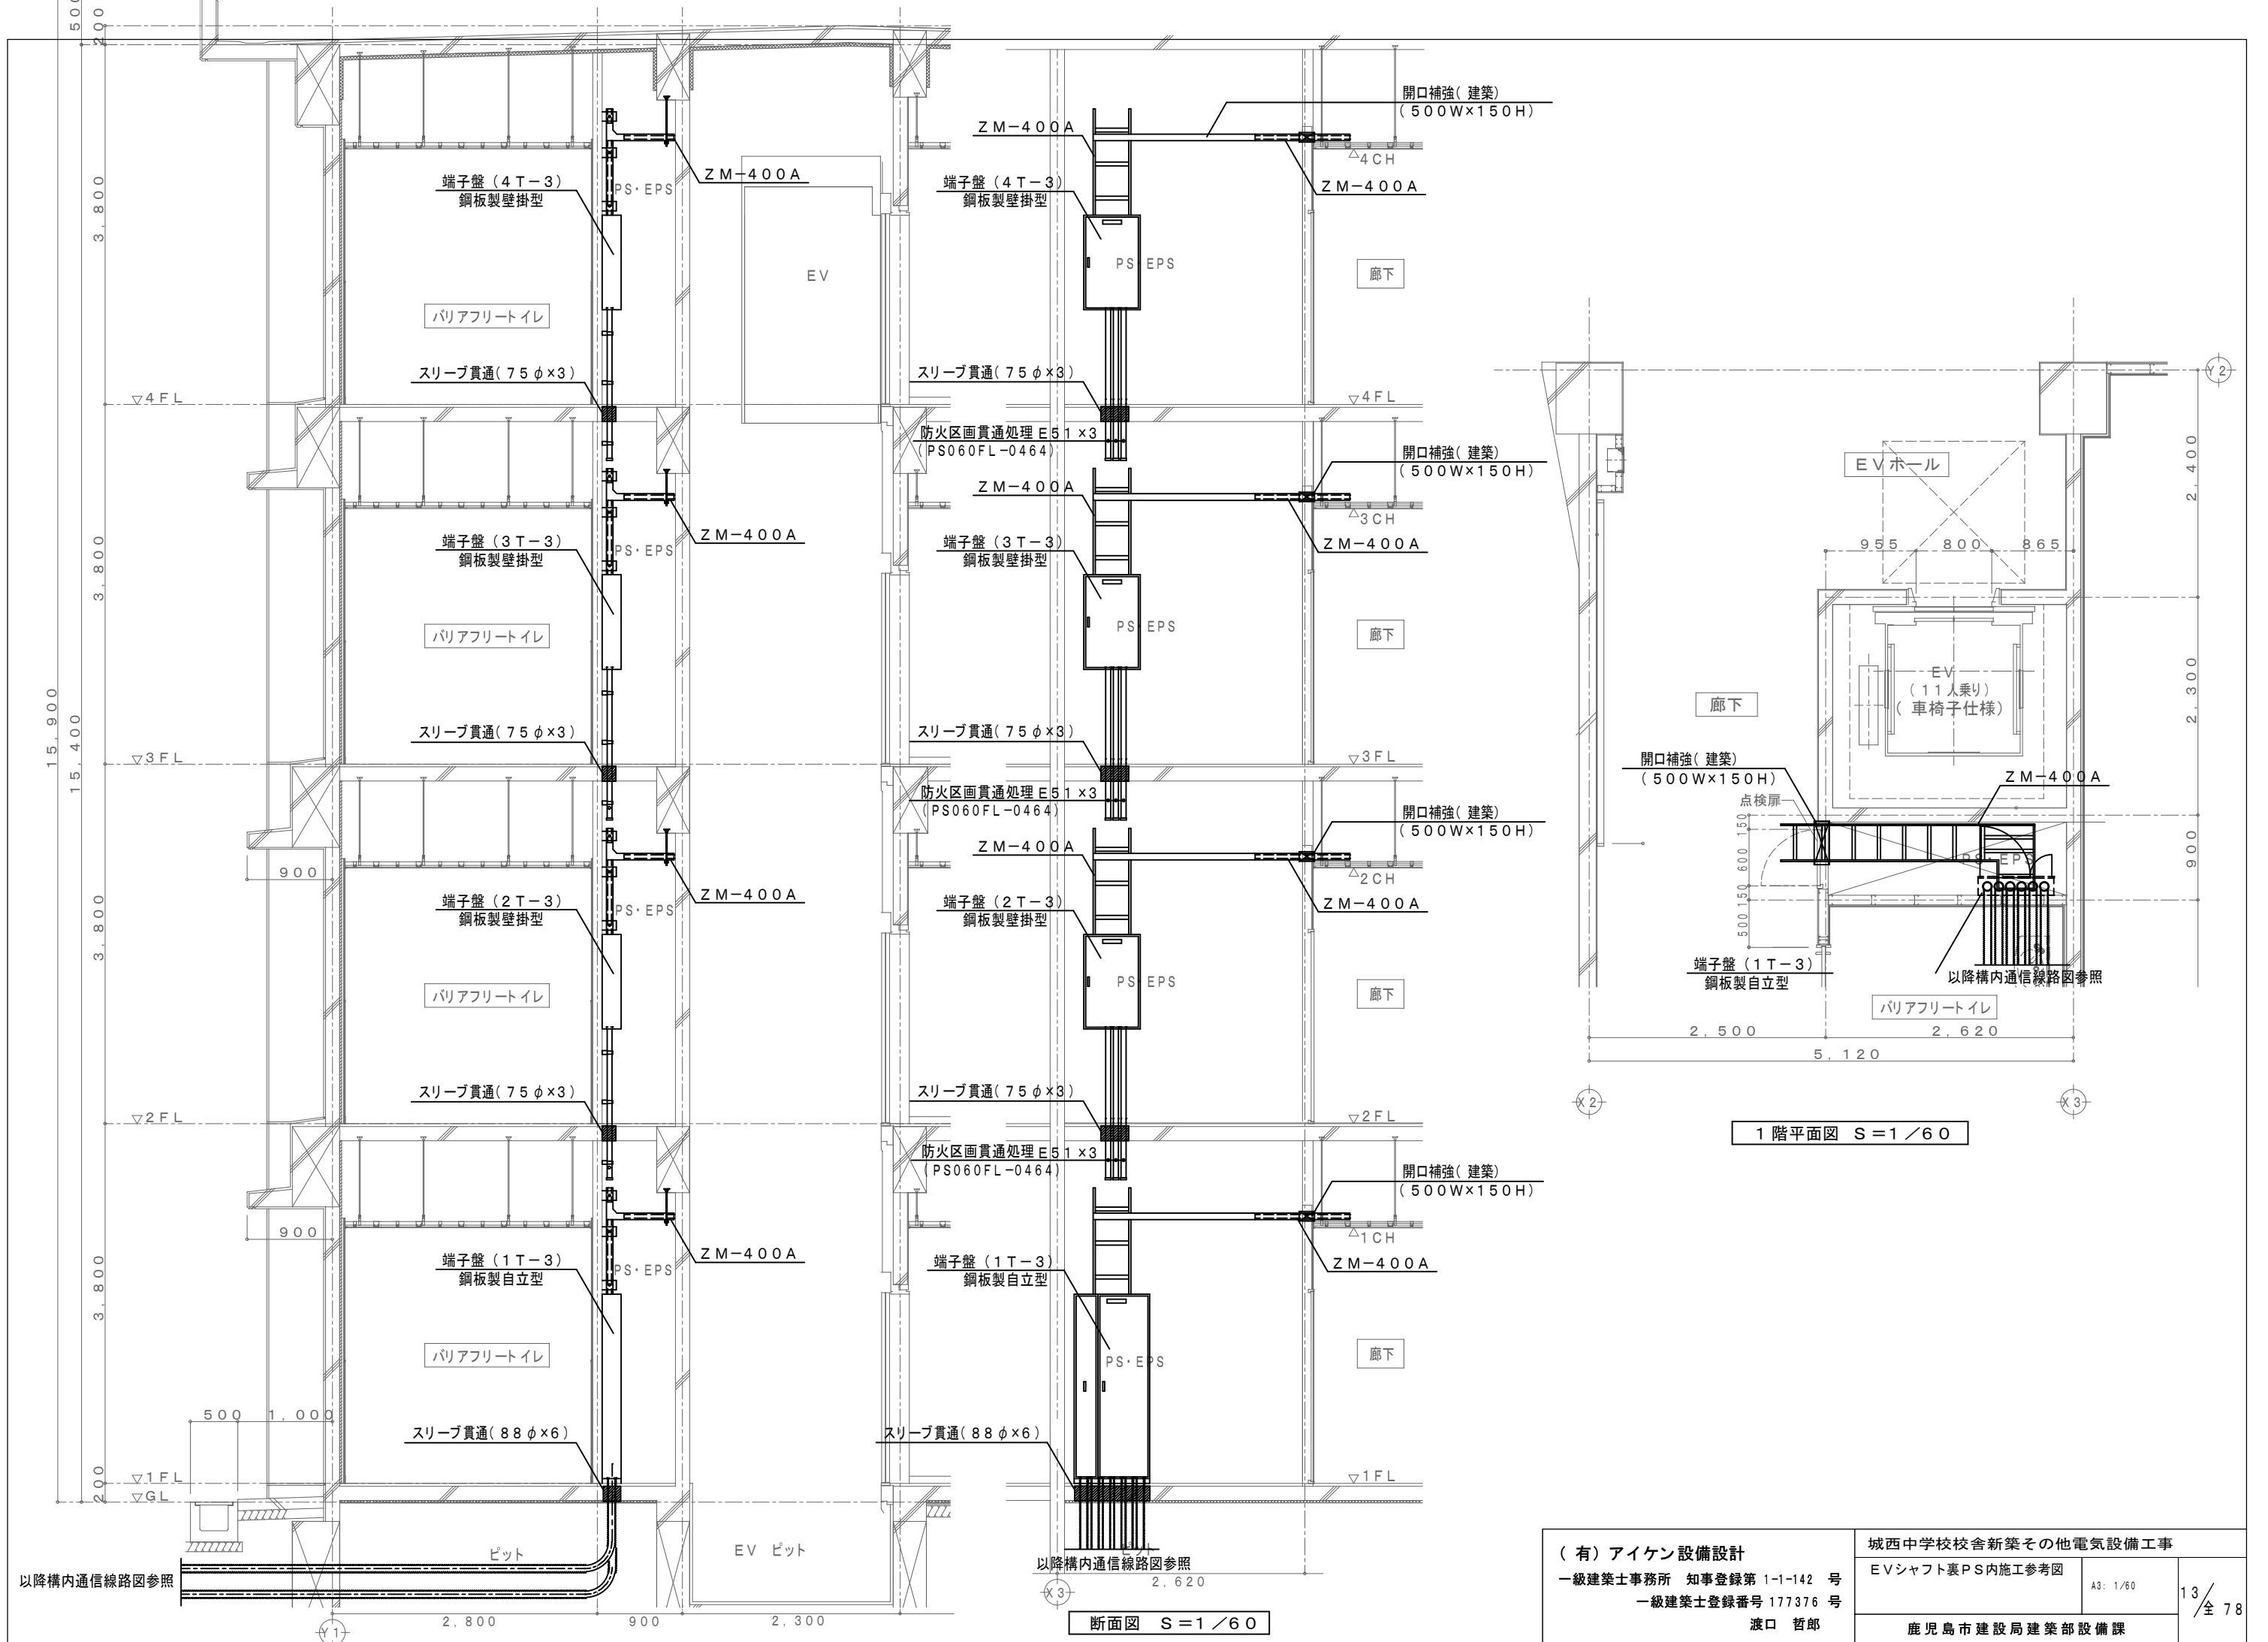 500
200
3,800
3,800
3,800
3,800
200
15,900
15,400
▽4FL
▽3FL
▽2FL
▽1FL
▽GL
900
900
500
1,000
端子盤（4T−3）
鋼板製壁掛型
PS・EPS
ZM−400A
バリアフリートイレ
EV
スリーブ貫通(75φ×3)
端子盤（3T−3）
鋼板製壁掛型
PS・EPS
ZM−400A
バリアフリートイレ
スリーブ貫通(75φ×3)
端子盤（2T−3）
鋼板製壁掛型
PS・EPS
ZM−400A
バリアフリートイレ
スリーブ貫通(75φ×3)
端子盤（1T−3）
鋼板製自立型
PS・EPS
ZM−400A
バリアフリートイレ
スリーブ貫通(88φ×6)
ピット
EV ピット
以降構内通信線路図参照
2,800
900
2,300
Y1
開口補強(建築)
(500W×150H)
ZM−400A
△4CH
ZM−400A
端子盤（4T−3）
鋼板製壁掛型
PS・EPS
廊下
スリーブ貫通(75φ×3)
▽4FL
防火区画貫通処理E51×3
(PS060FL−0464)
開口補強(建築)
(500W×150H)
ZM−400A
△3CH
ZM−400A
端子盤（3T−3）
鋼板製壁掛型
PS・EPS
廊下
スリーブ貫通(75φ×3)
▽3FL
防火区画貫通処理E51×3
(PS060FL−0464)
開口補強(建築)
(500W×150H)
ZM−400A
△2CH
ZM−400A
端子盤（2T−3）
鋼板製壁掛型
PS・EPS
廊下
スリーブ貫通(75φ×3)
▽2FL
防火区画貫通処理E51×3
(PS060FL−0464)
開口補強(建築)
(500W×150H)
△1CH
ZM−400A
端子盤（1T−3）
鋼板製自立型
PS・EPS
廊下
スリーブ貫通(88φ×6)
▽1FL
ピット
以降構内通信線路図参照
X3
2,620
断面図 S=1／60
Y2
2,400
2,300
900
EVホール
955
800
865
EV
(11人乗り)
(車椅子仕様)
廊下
開口補強(建築)
(500W×150H)
点検扉
ZM−400A
PS・EPS
150
600
150
500
端子盤（1T−3）
鋼板製自立型
以降構内通信線路図参照
バリアフリートイレ
2,500
2,620
5,120
X2
X3
1階平面図 S=1／60
（有）アイケン設備設計
一級建築士事務所 知事登録第 1-1-142 号
一級建築士登録番号 177376 号
渡口 哲郎
城西中学校校舎新築その他電気設備工事
EVシャフト裏PS内施工参考図
A3: 1/60
13／全78
鹿児島市建設局建築部設備課